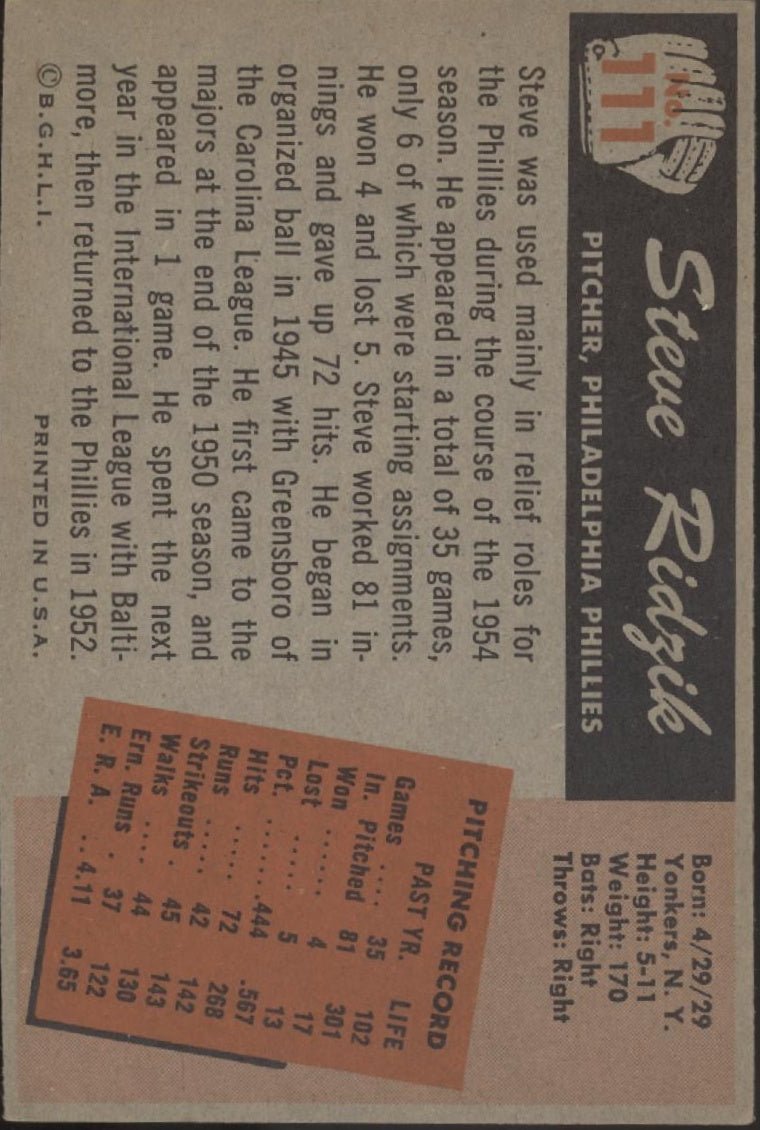 No.
111
Steve Ridzik
PITCHER, PHILADELPHIA PHILLIES
Steve was used mainly in relief roles for
the Phillies during the course of the 1954
season. He appeared in a total of 35 games,
only 6 of which were starting assignments.
He won 4 and lost 5. Steve worked 81 in-
nings and gave up 72 hits. He began in
organized ball in 1945 with Greensboro of
the Carolina League. He first came to the
majors at the end of the 1950 season, and
appeared in 1 game. He spent the next
year in the International League with Balti-
more, then returned to the Phillies in 1952.
© B.G.H.L.I. PRINTED IN U.S.A.
Born: 4/29/29
Yonkers, N. Y.
Height: 5-11
Weight: 170
Bats: Right
Throws: Right
PITCHING RECORD
PAST YR. LIFE
Games .... 35 102
In. Pitched 81 301
Won ...... 4 17
Lost ...... 5 13
Pct. .......444 .567
Hits ...... 72 268
Runs ..... 42 142
Strikeouts . 45 143
Walks .... 44 130
Ern. Runs . 37 122
E. R. A. .. 4.11 3.65